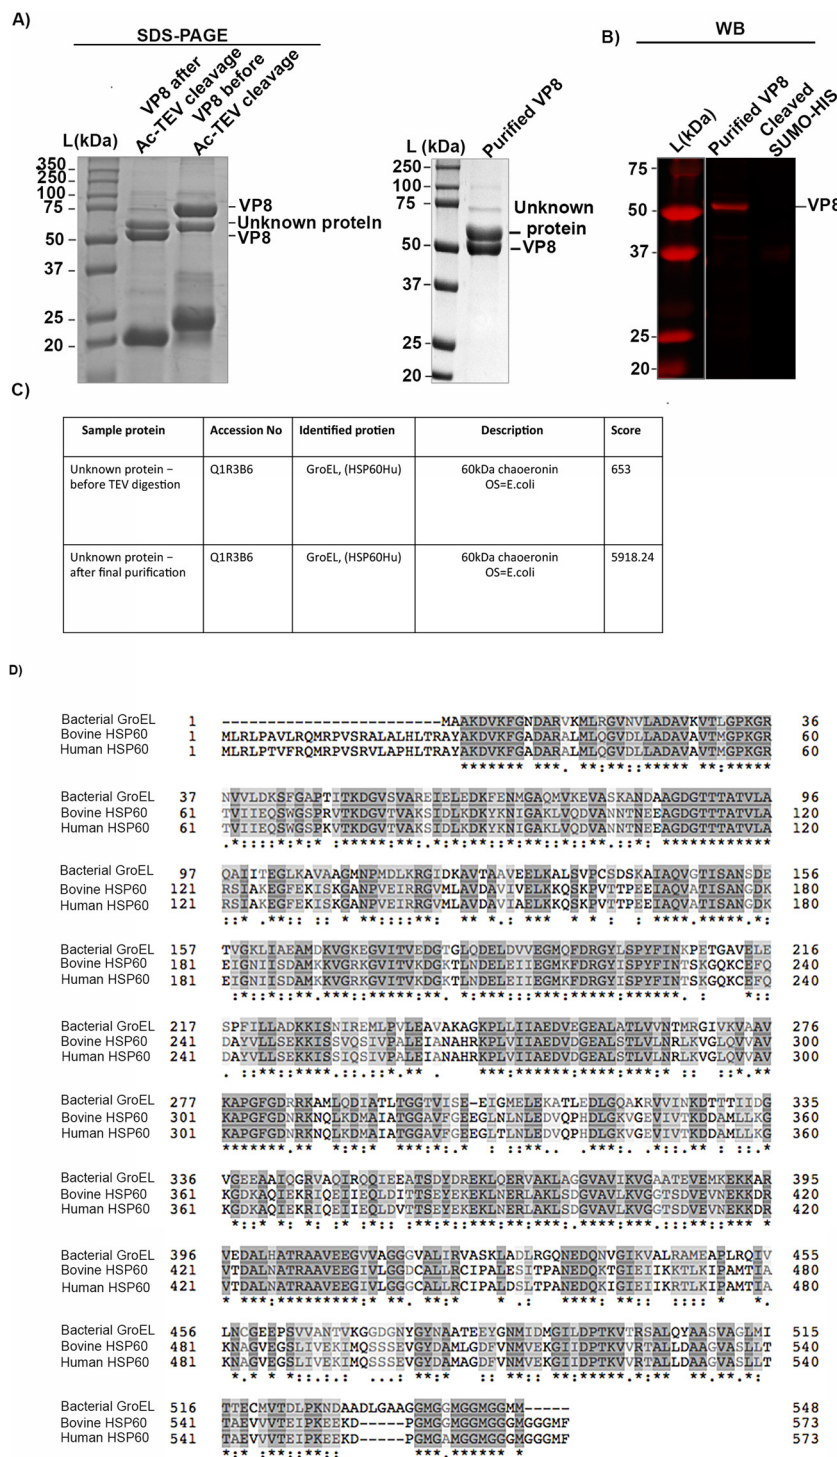 A)
SDS-PAGE
VP8 after
Ac-TEV cleavage
VP8 before
Ac-TEV cleavage
L(kDa)
350
250
100
75
50
37
25
20
VP8
Unknown protein
VP8
Purified VP8
L (kDa)
250
100
75
50
37
25
20
Unknown
protein
VP8
B)
WB
L(kDa)
Purified VP8
Cleaved
SUMO-HIS
75
50
37
25
20
VP8
C)
Sample protein Accession No Identified protien Description Score
Unknown protein – before TEV digestion Q1R3B6 GroEL, (HSP60Hu) 60kDa chaoeronin OS=E.coli 653
Unknown protein – after final purification Q1R3B6 GroEL, (HSP60Hu) 60kDa chaoeronin OS=E.coli 5918.24
D)
Bacterial GroEL 1 ------------------------MAAKDVKFGNDARVKMLRGVNVLADAVKVTLGPKGR 36
Bovine HSP60 1 MLRLPAVLRQMRPVSRALALHLTRAYAKDVKFGADARALMLQGVDLLADAVAVTMGPKGR 60
Human HSP60 1 MLRLPTVFRQMRPVSRVLAPHLTRAYAKDVKFGADARALMLQGVDLLADAVAVTMGPKGR 60
Bacterial GroEL 37 NVVLDKSFGAPTITKDGVSVAREIELEDKFENMGAQMVKEVASKANDAAGDGTTTATVLA 96
Bovine HSP60 61 TVIIEQSWGSPRVTKDGVTVAKSIDLKDKYKNIGAKLVQDVANNTNEEAGDGTTTATVLA 120
Human HSP60 61 TVIIEQSWGSPKVTKDGVTVAKSIDLKDKYKNIGAKLVQDVANNTNEEAGDGTTTATVLA 120
Bacterial GroEL 97 QAIITEGLKAVAAGMNPMDLKRGIDKAVTAAVEELKALSVPCSDSKAIAQVGTISANSDE 156
Bovine HSP60 121 RSIAKEGFEKISKGANPVEIRRGVMLAVDAVIVELKKQSKPVTTPEEIAQVATISANGDK 180
Human HSP60 121 RSIAKEGFEKISKGANPVEIRRGVMLAVDAVIAELKKQSKPVTTPEEIAQVATISANGDK 180
Bacterial GroEL 157 TVGKLIAEAMDKVGKEGVITVEDGTGLQDELDVVEGMQFDRGYLSPYFINKPETGAVELE 216
Bovine HSP60 181 EIGNIISDAMKKVGRKGVITVKDGKTLNDELEIIEGMKFDRGYISPYFINTSKGQKCEFQ 240
Human HSP60 181 EIGNIISDAMKKVGRKGVITVKDGKTLNDELEIIEGMKFDRGYISPYFINTSKGQKCEFQ 240
Bacterial GroEL 217 SPFILLADKKISNIREMLPVLEAVAKAGKPLLIIAEDVEGEALATLVVNTMRGIVKVAAV 276
Bovine HSP60 241 DAYVLLSEKKISSVQSIVPALEIANAHRKPLVIIAEDVDGEALSTLVLNRLKVGLQVVAV 300
Human HSP60 241 DAYVLLSEKKISSIQSIVPALEIANAHRKPLVIIAEDVDGEALSTLVLNRLKVGLQVVAV 300
Bacterial GroEL 277 KAPGFGDRRKAMLQDIATLTGGTVISE-EIGMELEKATLEDLGQAKRVVINKDTTTIIDG 335
Bovine HSP60 301 KAPGFGDNRKNQLKDMAIATGGAVFGEEGLNLNLEDVQPHDLGKVGEVIVTKDDAMLLKG 360
Human HSP60 301 KAPGFGDNRKNQLKDMAIATGGAVFGEEGLTLNLEDVQPHDLGKVGEVIVTKDDAMLLKG 360
Bacterial GroEL 336 VGEEAAIQGRVAQIRQQIEEATSDYDREKLQERVAKLAGGVAVIKVGAATEVEMKEKKAR 395
Bovine HSP60 361 KGDKAQIEKRIQEIIEQLDITTSEYEKEKLNERLAKLSDGVAVLKVGGTSDVEVNEKKDR 420
Human HSP60 361 KGDKAQIEKRIQEIIEQLDVTTSEYEKEKLNERLAKLSDGVAVLKVGGTSDVEVNEKKDR 420
Bacterial GroEL 396 VEDALHATRAAVEEGVVAGGGVALIRVASKLADLRGQNEDQNVGIKVALRAMEAPLRQIV 455
Bovine HSP60 421 VTDALNATRAAVEEGIVLGGGCALLRCIPALESITPANEDQKTGIEIIKKTLKIPAMTIA 480
Human HSP60 421 VTDALNATRAAVEEGIVLGGGCALLRCIPALDSLTPANEDQKIGIEIIKRTLKIPAMTIA 480
Bacterial GroEL 456 LNCGEEPSVVANTVKGGDGNYGYNAATEEYGNMIDMGILDPTKVTRSALQYAASVAGLMI 515
Bovine HSP60 481 KNAGVEGSLIVEKIMQSSSEVGYDAMLGDFVNMVEKGIIDPTKVVRTALLDAAGVASLLT 540
Human HSP60 481 KNAGVEGSLIVEKIMQSSSEVGYDAMAGDFVNMVEKGIIDPTKVVRTALLDAAGVASLLT 540
Bacterial GroEL 516 TTECMVTDLPKNDAADLGAAGGMGGMGGMGGMM----- 548
Bovine HSP60 541 TAEVVVTEIPKEEKD-----PGMGGMGGMGGGMGGGMF 573
Human HSP60 541 TAEVVVTEIPKEEKD-----PGMGAMGGMGGGMGGGMF 573